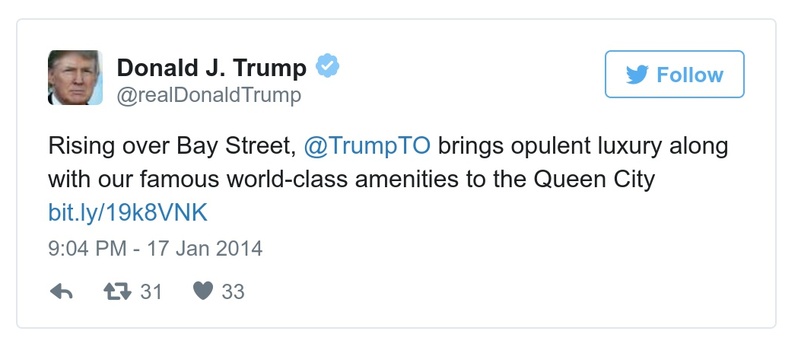 Donald J. Trump
@realDonaldTrump
Follow
Rising over Bay Street, @TrumpTO brings opulent luxury along
with our famous world-class amenities to the Queen City
bit.ly/19k8VNK
9:04 PM - 17 Jan 2014
31 33